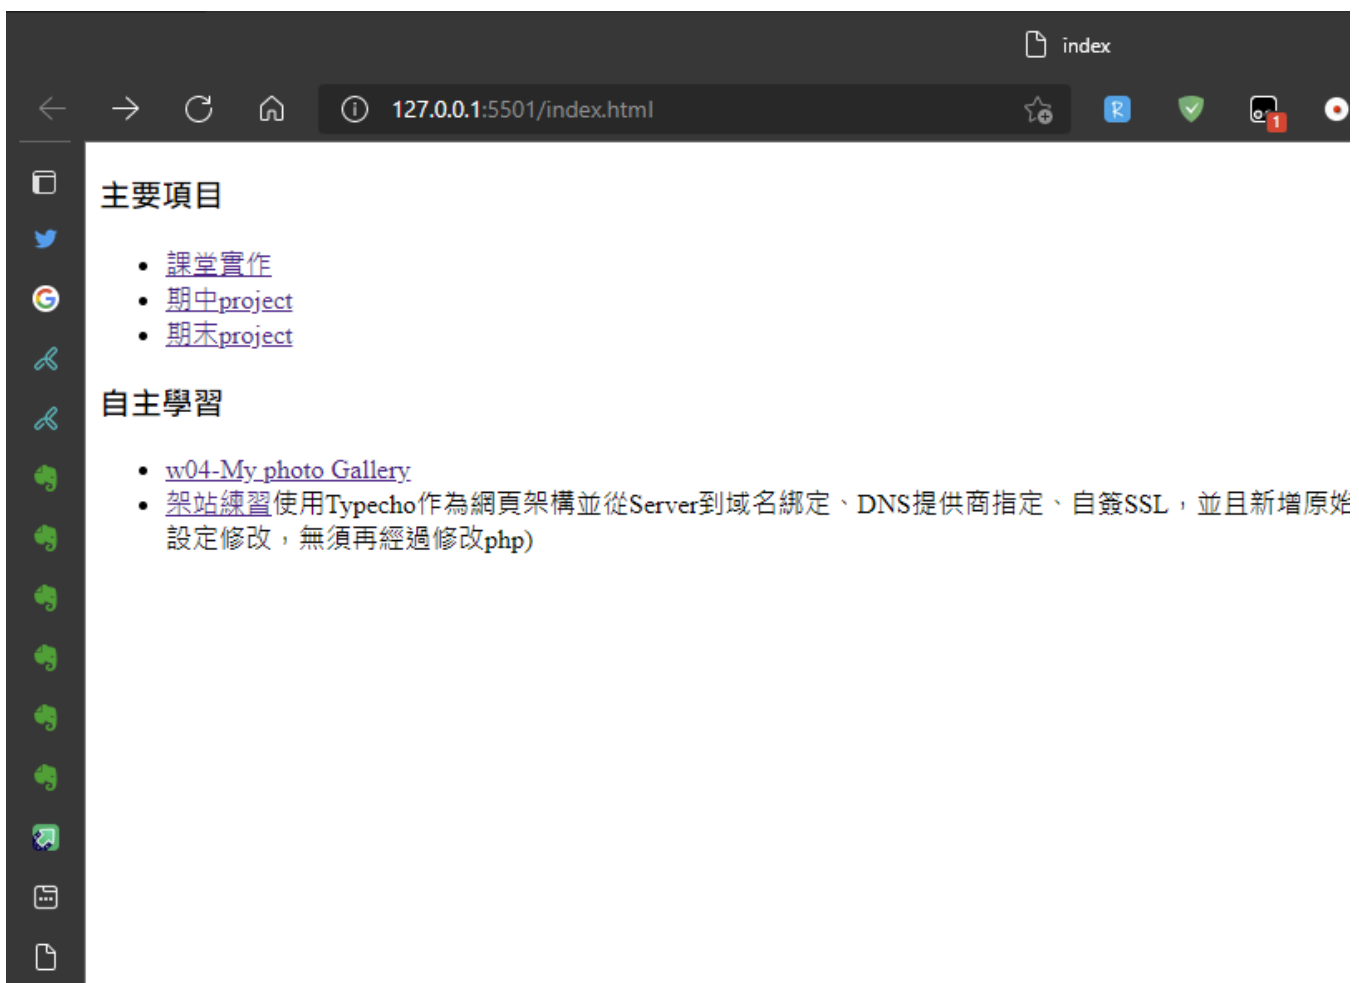 index
127.0.0.1:5501/index.html
1
主要項目
課堂實作
期中project
期末project
自主學習
w04-My photo Gallery
架站練習使用Typecho作為網頁架構並從Server到域名綁定、DNS提供商指定、自簽SSL，並且新增原始
設定修改，無須再經過修改php)